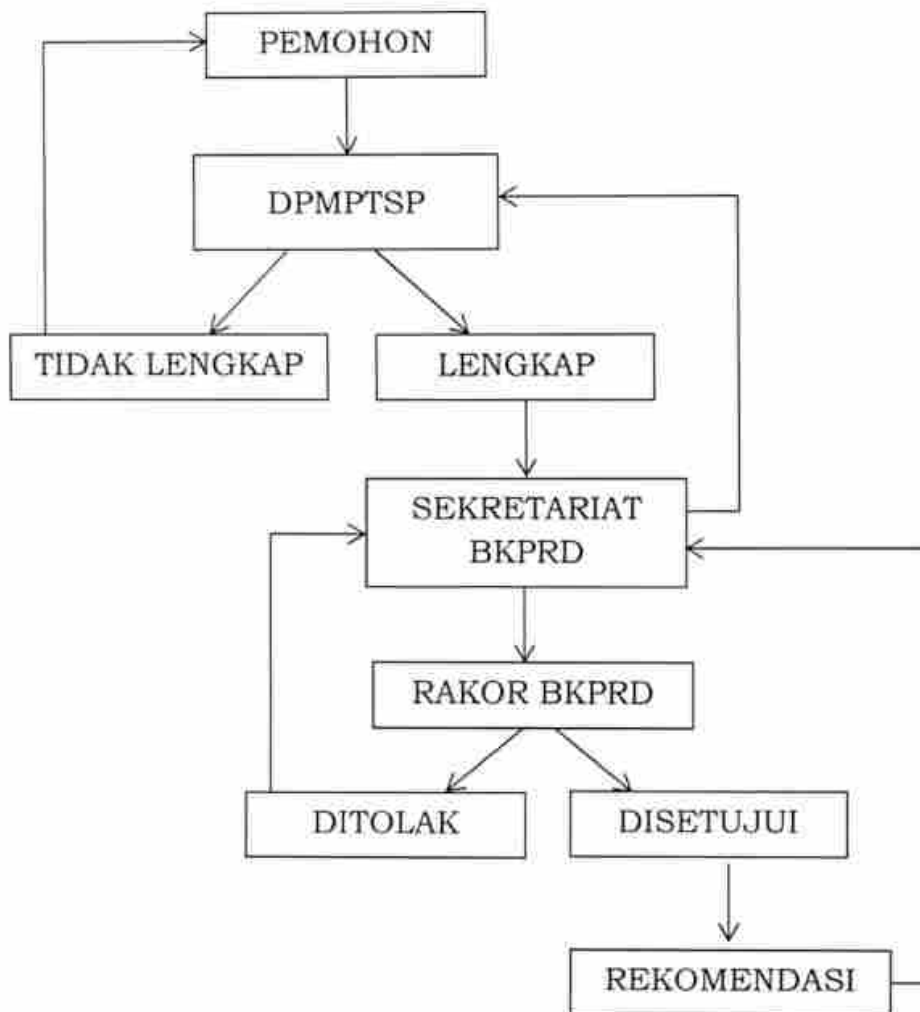 PEMOHON
DPMPTSP
TIDAK LENGKAP
LENGKAP
SEKRETARIAT
BKPRD
RAKOR BKPRD
DITOLAK
DISETUJUI
REKOMENDASI